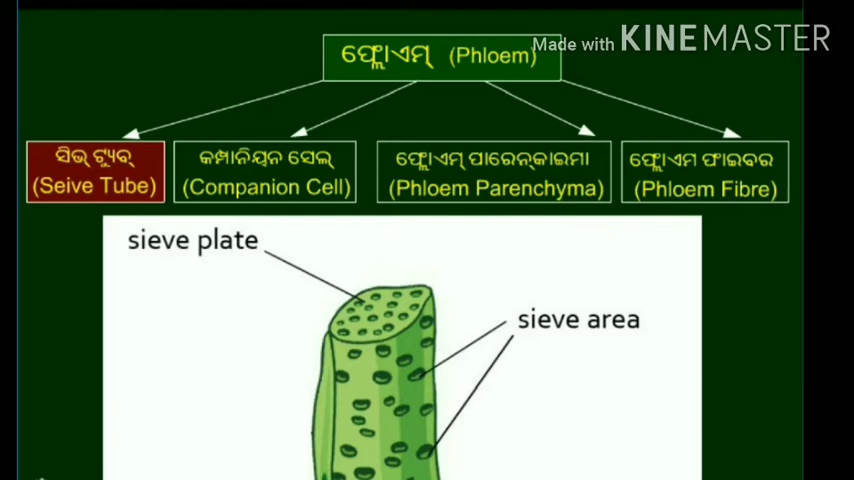 ଫ୍ଲୋଏମ୍ (Phloem)
Made with KINEMASTER
ସିଭ୍ ଟ୍ୟୁବ୍
(Seive Tube)
କମ୍ପାନିୟନ ସେଲ୍
(Companion Cell)
ଫ୍ଲୋଏମ୍ ପାରେନ୍‌କାଇମା
(Phloem Parenchyma)
ଫ୍ଲୋଏମ ଫାଇବର
(Phloem Fibre)
sieve plate
sieve area